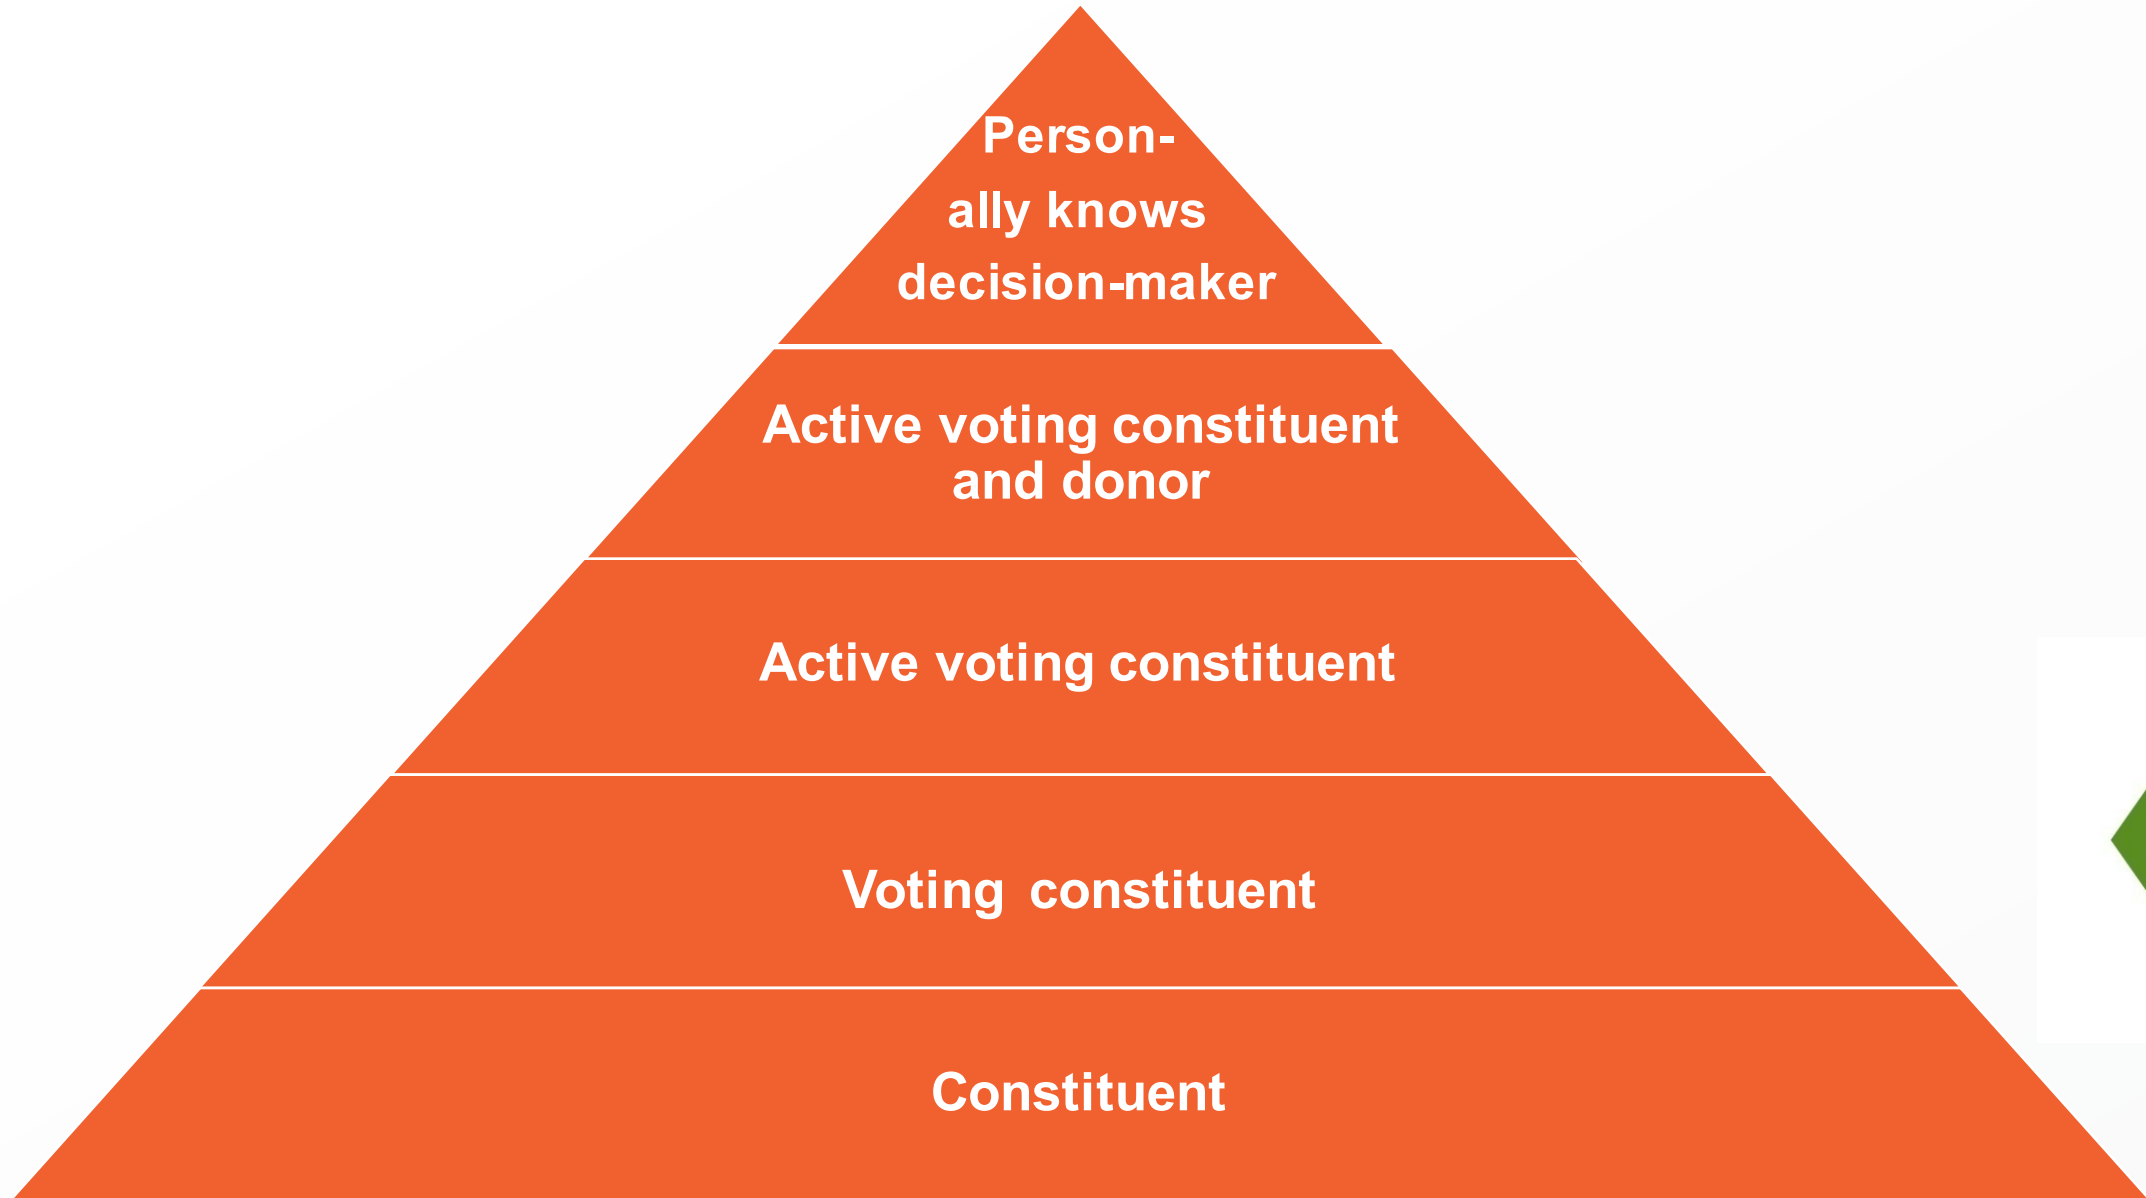 Person-
ally knows
decision-maker
Active voting constituent
and donor
Active voting constituent
Voting constituent
Constituent